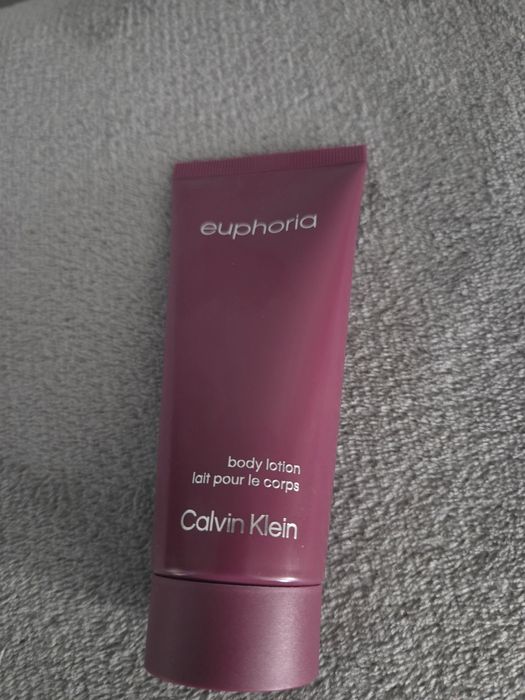 euphoria
body lotion
lait pour le corps
Calvin Klein